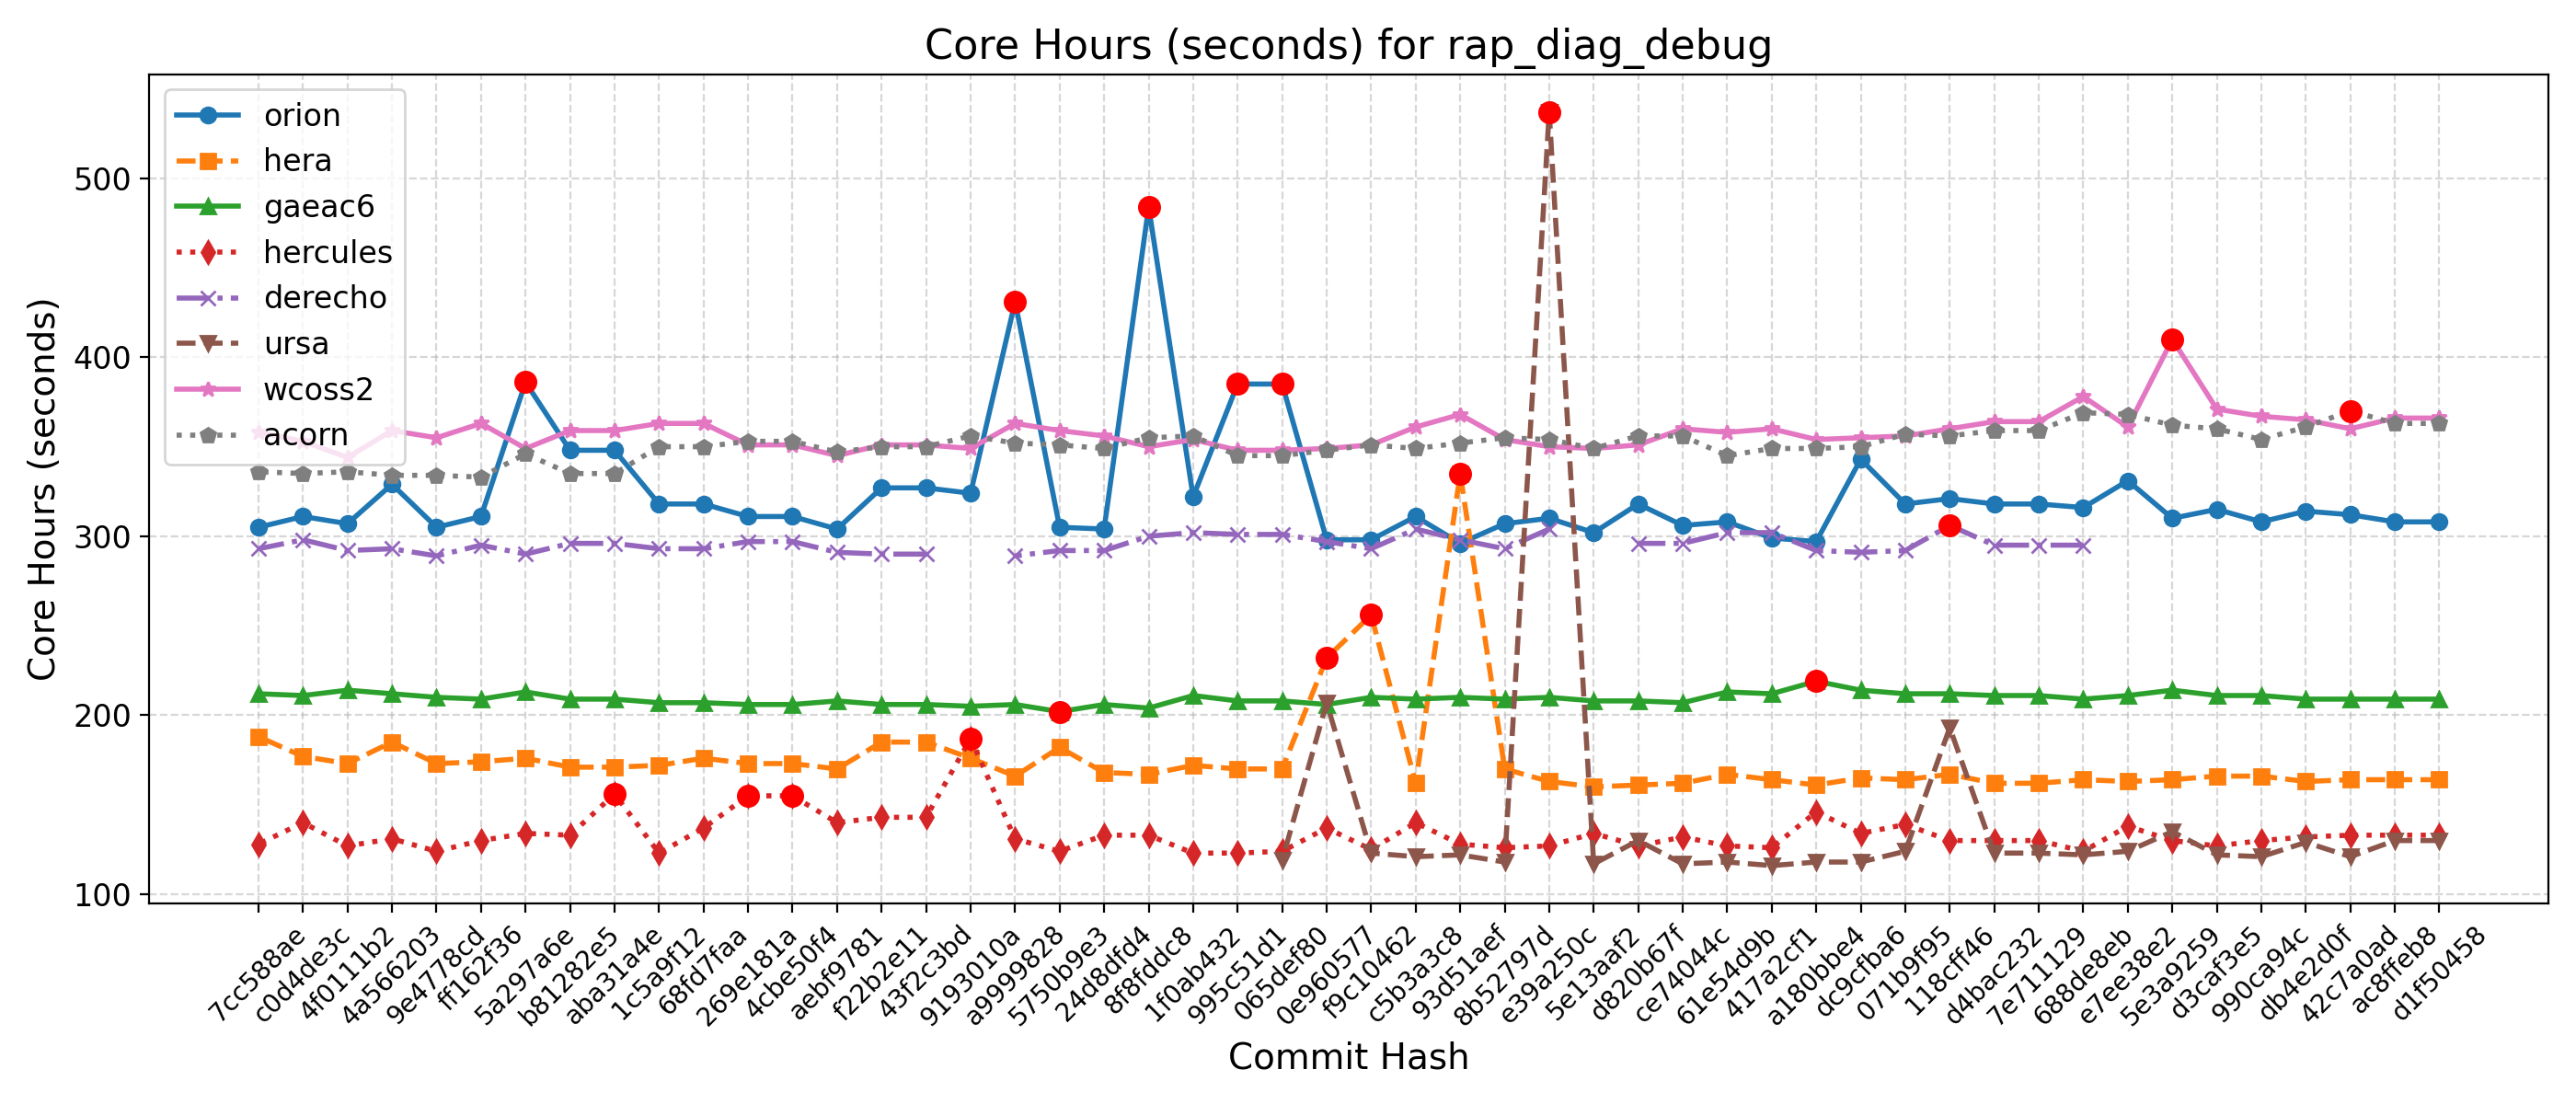 Core Hours (seconds) for rap_diag_debug
Core Hours (seconds)
500
400
300
200
100
orion
hera
gaeac6
hercules
derecho
ursa
wcoss2
acorn
7cc588ae
c0d4de3c
4f0111b2
4a566203
9e4778cd
ff162f36
5a297a6e
b81282e5
aba31a4e
1c5a9f12
68fd7faa
269e181a
4cbe50f4
aebf9781
f22b2e11
43f2c3bd
9193010a
a9999828
5750b9e3
24d8dfd4
8f8fddc8
1f0ab432
995c51d1
065def80
0e960577
f9c10462
c5b3a3c8
93d51aef
8b52797d
e39a250c
5e13aaf2
d820b67f
ce74044c
61e54d9b
417a2cf1
a180bbe4
dc9cfba6
071b9f95
118cff46
d4bac232
7e711129
688de8eb
e7ee38e2
5e3a9259
d3caf3e5
990ca94c
db4e2d0f
42c7a0ad
ac8ffeb8
d1f50458
Commit Hash